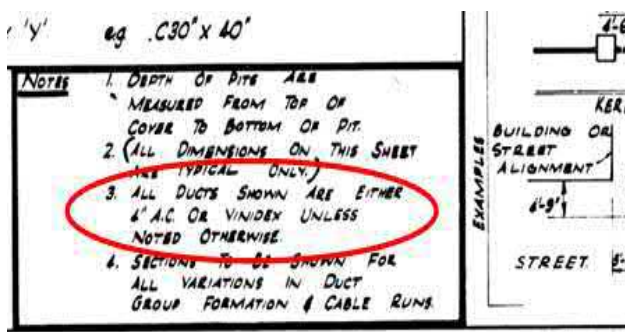 'Y' eg .C30" x 40"
NOTES 1. DEPTH OF PITS ARE
MEASURED FROM TOP OF
COVER TO BOTTOM OF PIT.
2. (ALL DIMENSIONS ON THIS SHEET
ARE TYPICAL ONLY.)
3. ALL DUCTS SHOWN ARE EITHER
4" A.C. OR VINIDEX UNLESS
NOTED OTHERWISE.
4. SECTIONS TO BE SHOWN FOR
ALL VARIATIONS IN DUCT
GROUP FORMATION & CABLE RUNS.
EXAMPLES
BUILDING OR
STREET
ALIGNMENT
4'-9"
STREET